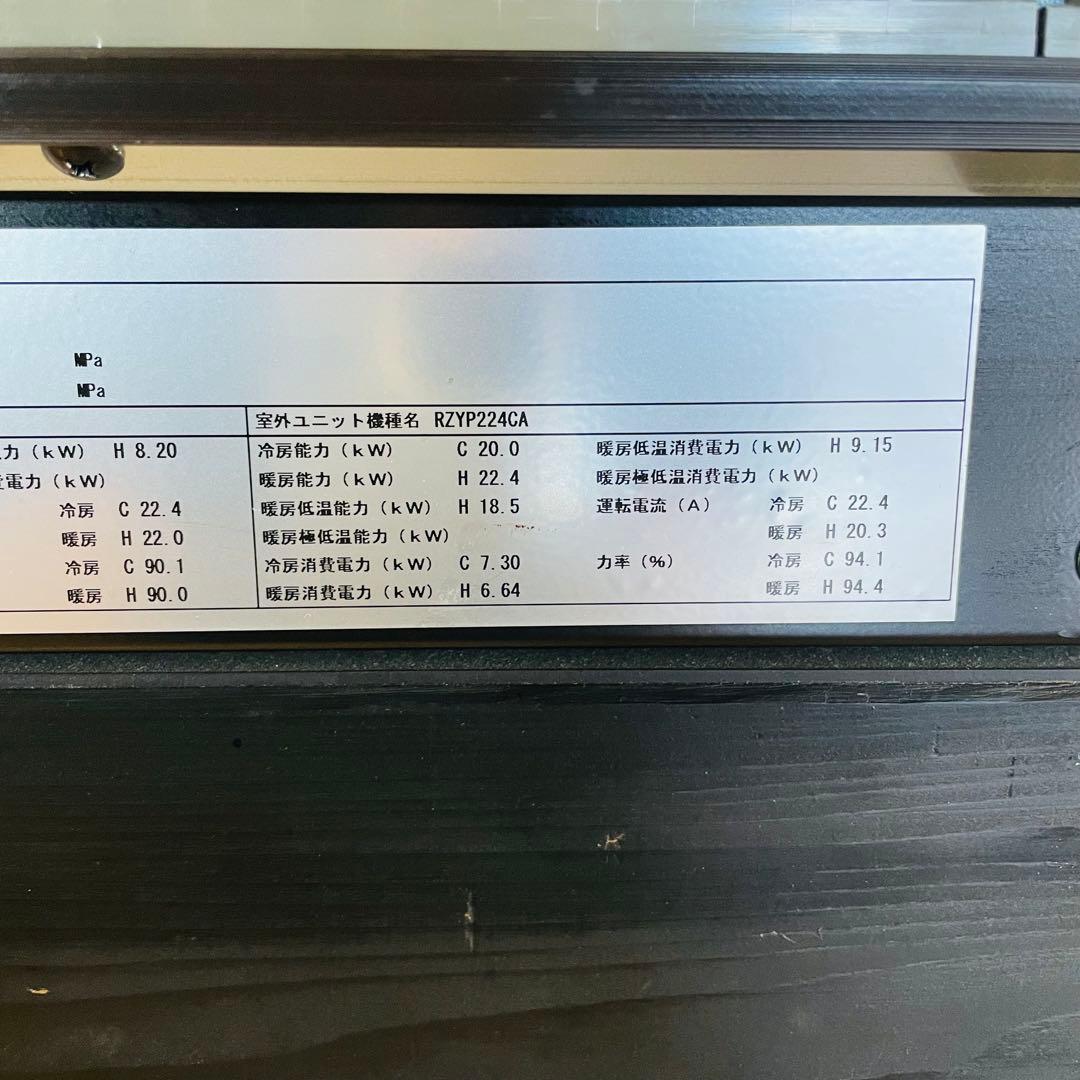 MPa
MPa
力(kW) H 8.20
電力(kW)
冷房 C 22.4
暖房 H 22.0
冷房 C 90.1
暖房 H 90.0
室外ユニット機種名 RZYP224CA
冷房能力(kW) C 20.0
暖房能力(kW) H 22.4
暖房低温能力(kW) H 18.5
暖房極低温能力(kW)
冷房消費電力(kW) C 7.30
暖房消費電力(kW) H 6.64
暖房低温消費電力(kW) H 9.15
暖房極低温消費電力(kW)
運転電流(A) 冷房 C 22.4
暖房 H 20.3
力率(%) 冷房 C 94.1
暖房 H 94.4